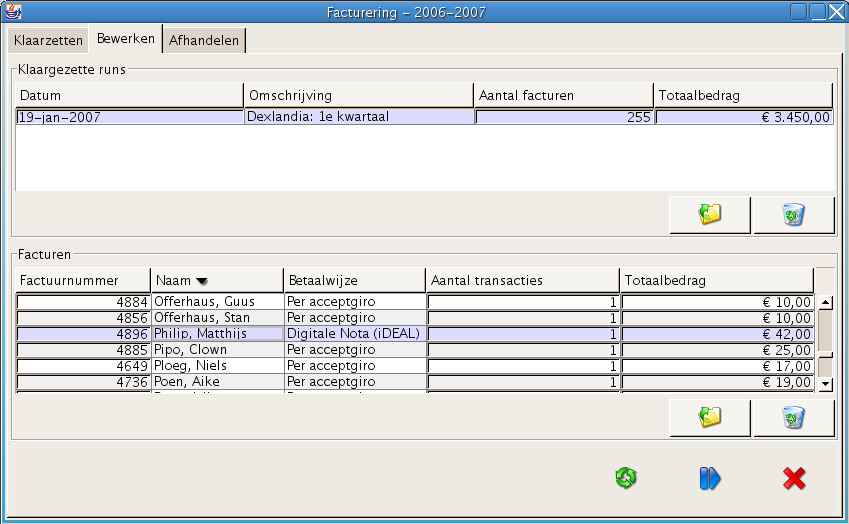 Facturering - 2006-2007
Klaarzetten Bewerken Afhandelen
Klaargezette runs
Datum Omschrijving Aantal facturen Totaalbedrag
19-jan-2007 Dexlandia: 1e kwartaal 255 € 3.450,00
Facturen
Factuurnummer Naam Betaalwijze Aantal transacties Totaalbedrag
4884 Offerhaus, Guus Per acceptgiro 1 € 10,00
4856 Offerhaus, Stan Per acceptgiro 1 € 10,00
4896 Philip, Matthijs Digitale Nota (iDEAL) 1 € 42,00
4885 Pipo, Clown Per acceptgiro 1 € 25,00
4649 Ploeg, Niels Per acceptgiro 1 € 17,00
4736 Poen, Aike Per acceptgiro 1 € 19,00